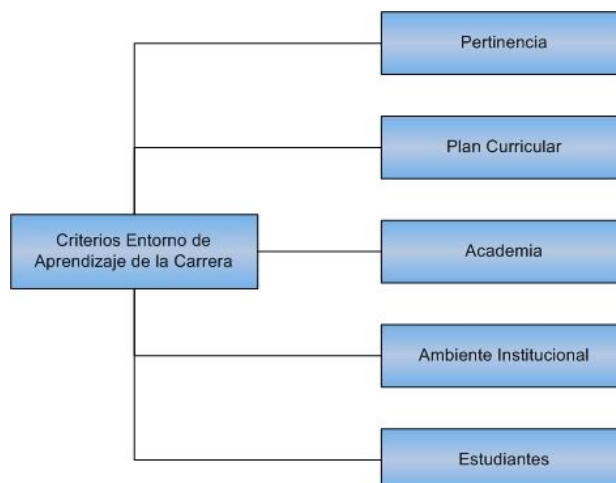 Pertinencia
Plan Curricular
Criterios Entorno de
Aprendizaje de la Carrera
Academia
Ambiente Institucional
Estudiantes